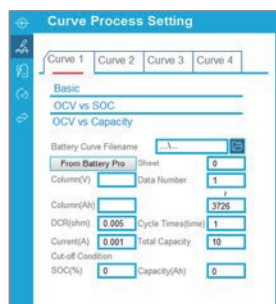 Curve Process Setting
Curve 1 Curve 2 Curve 3 Curve 4
Basic
OCV vs SOC
OCV vs Capacity
Battery Curve Filename ...\...
From Battery Pro Sheet 0
Column(V) Data Number 1
Column(Ah) 3726
DCR(ohm) 0.005 Cycle Times(time) 1
Current(A) 0.001 Total Capacity 10
Cut-off Condition
SOC(%) 0 Capacity(Ah) 0